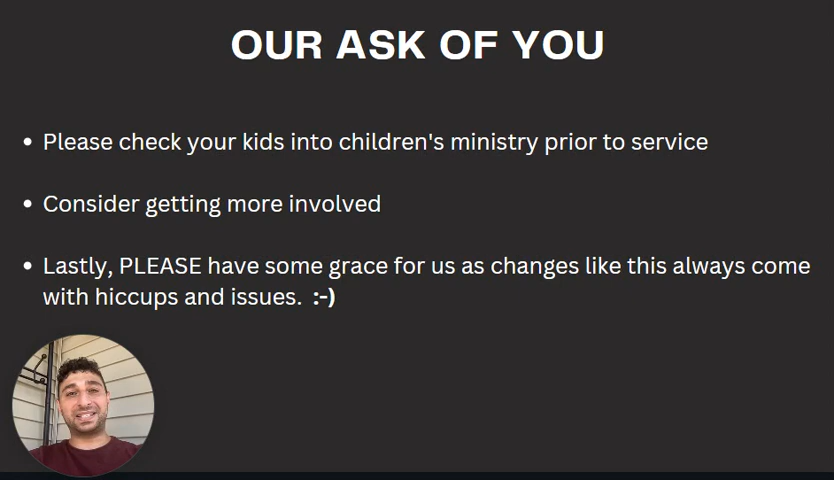 OUR ASK OF YOU
• Please check your kids into children's ministry prior to service
• Consider getting more involved
• Lastly, PLEASE have some grace for us as changes like this always come
with hiccups and issues. :-)